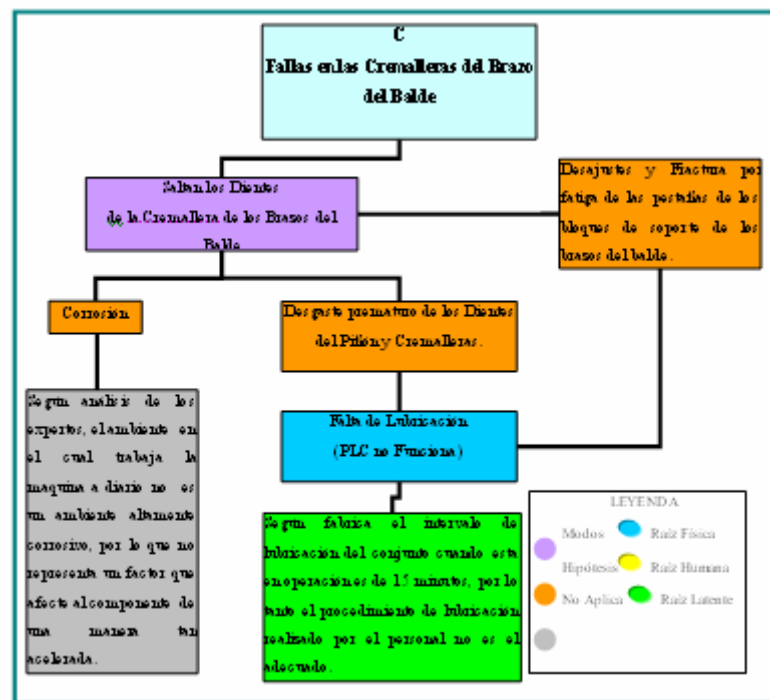 C
Fallas en las Cremalleras del Brazo
del Balde
Saltan los Dientes
de la Cremallera de los Brazos del
Balde
Desajustes y Fractura por
fatiga de las pestañas de los
bloques de soporte de los
brazos del balde.
Corrosión
Desgaste prematuro de los Dientes
del Piñón y Cremalleras.
Según análisis de los
expertos, el ambiente en
el cual trabaja la
maquina a diario no es
un ambiente altamente
corrosivo, por lo que no
representa un factor que
afecte al componente de
una manera tan
acelerada.
Falta de Lubricación
(PLC no Funciona)
Según fabrica el intervalo de
lubricación del conjunto cuando esta
en operaciones de 15 minutos, por lo
tanto el procedimiento de lubricación
realizado por el personal no es el
adecuado.
LEYENDA
Modos Raíz Física
Hipótesis Raíz Humana
No Aplica Raíz Latente